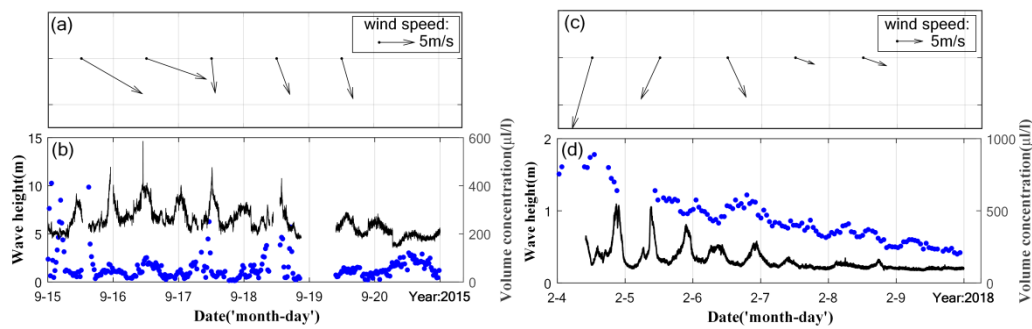 (a)
wind speed:
5m/s
(b)
Wave height(m)
15
10
5
0
600
400
200
0
Volume concentration(μl/l)
9-15
9-16
9-17
9-18
9-19
9-20
Year:2015
Date('month-day')
(c)
wind speed:
5m/s
(d)
Wave height(m)
2
1
0
1000
500
0
Volume concentration(μl/l)
2-4
2-5
2-6
2-7
2-8
2-9
Year:2018
Date('month-day')